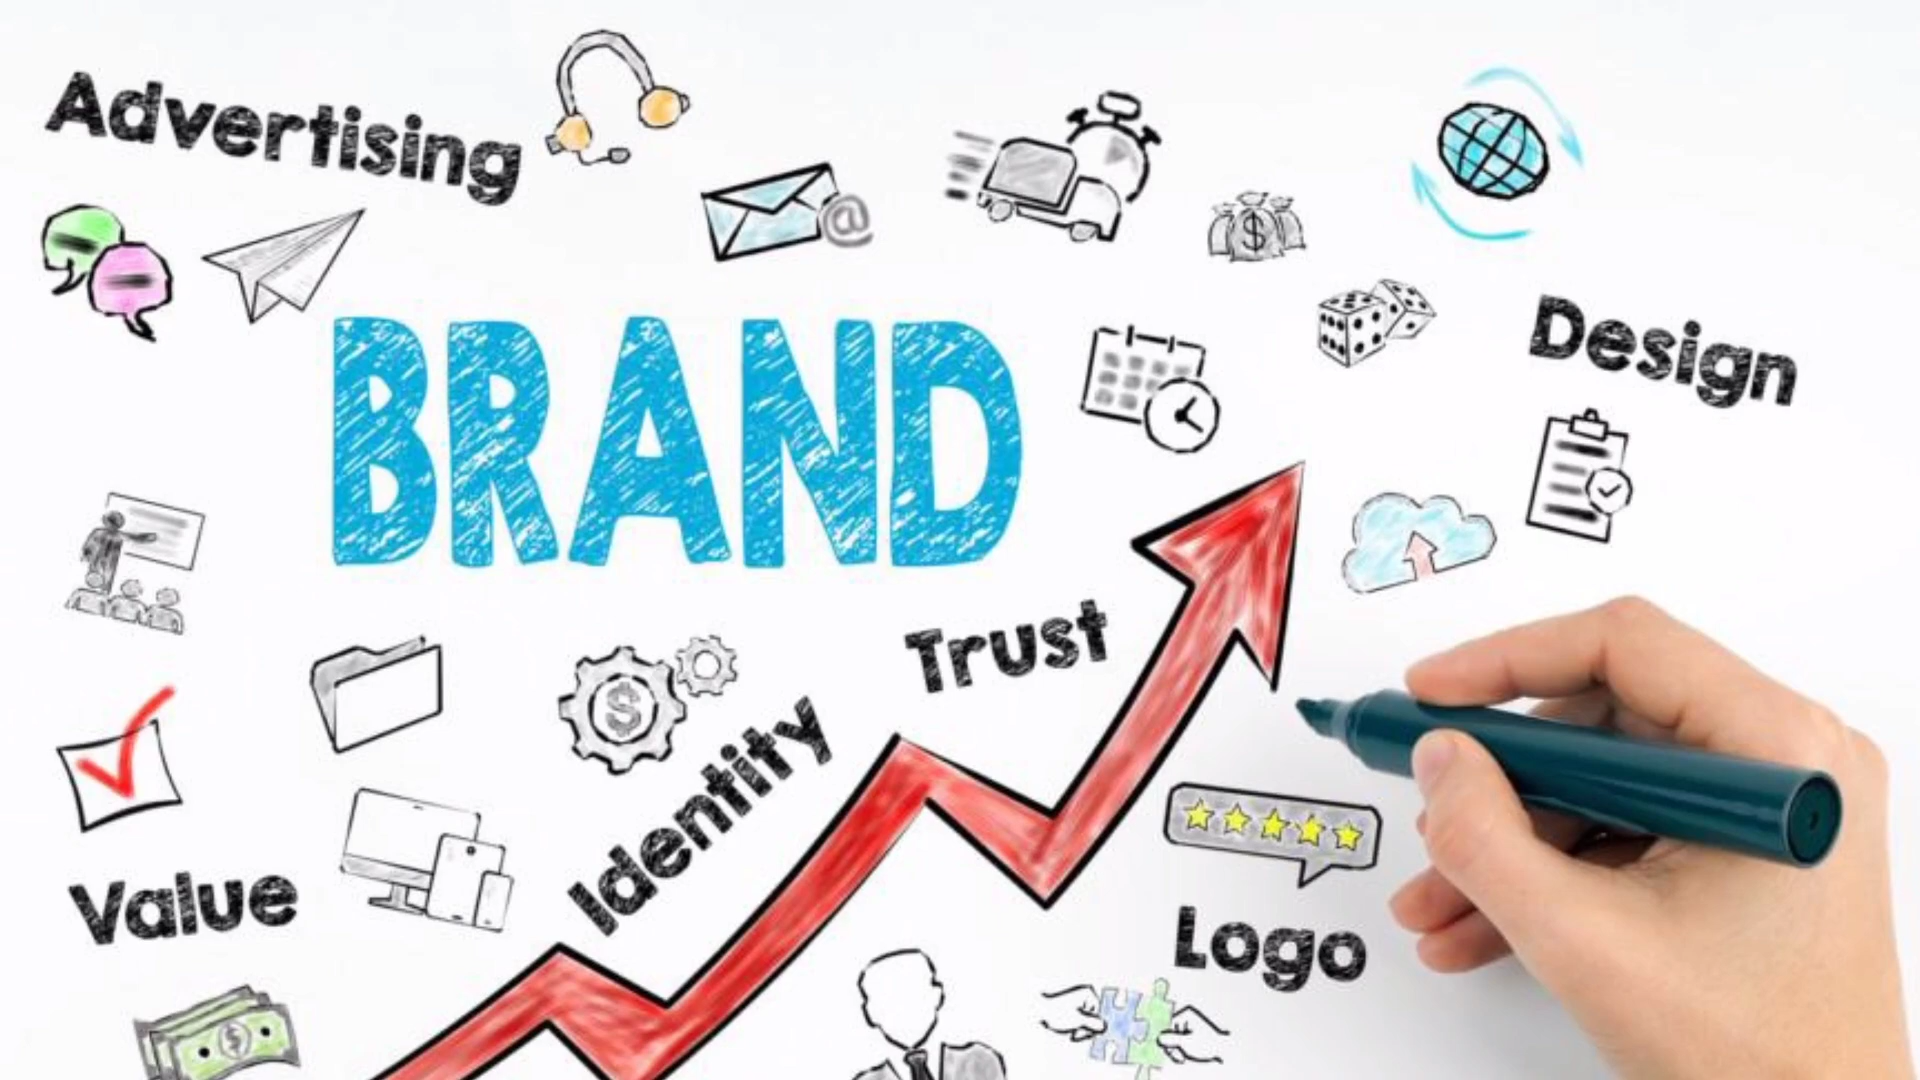 Advertising
@
$
BRAND
Design
Trust
$
Identity
Value
Logo
$